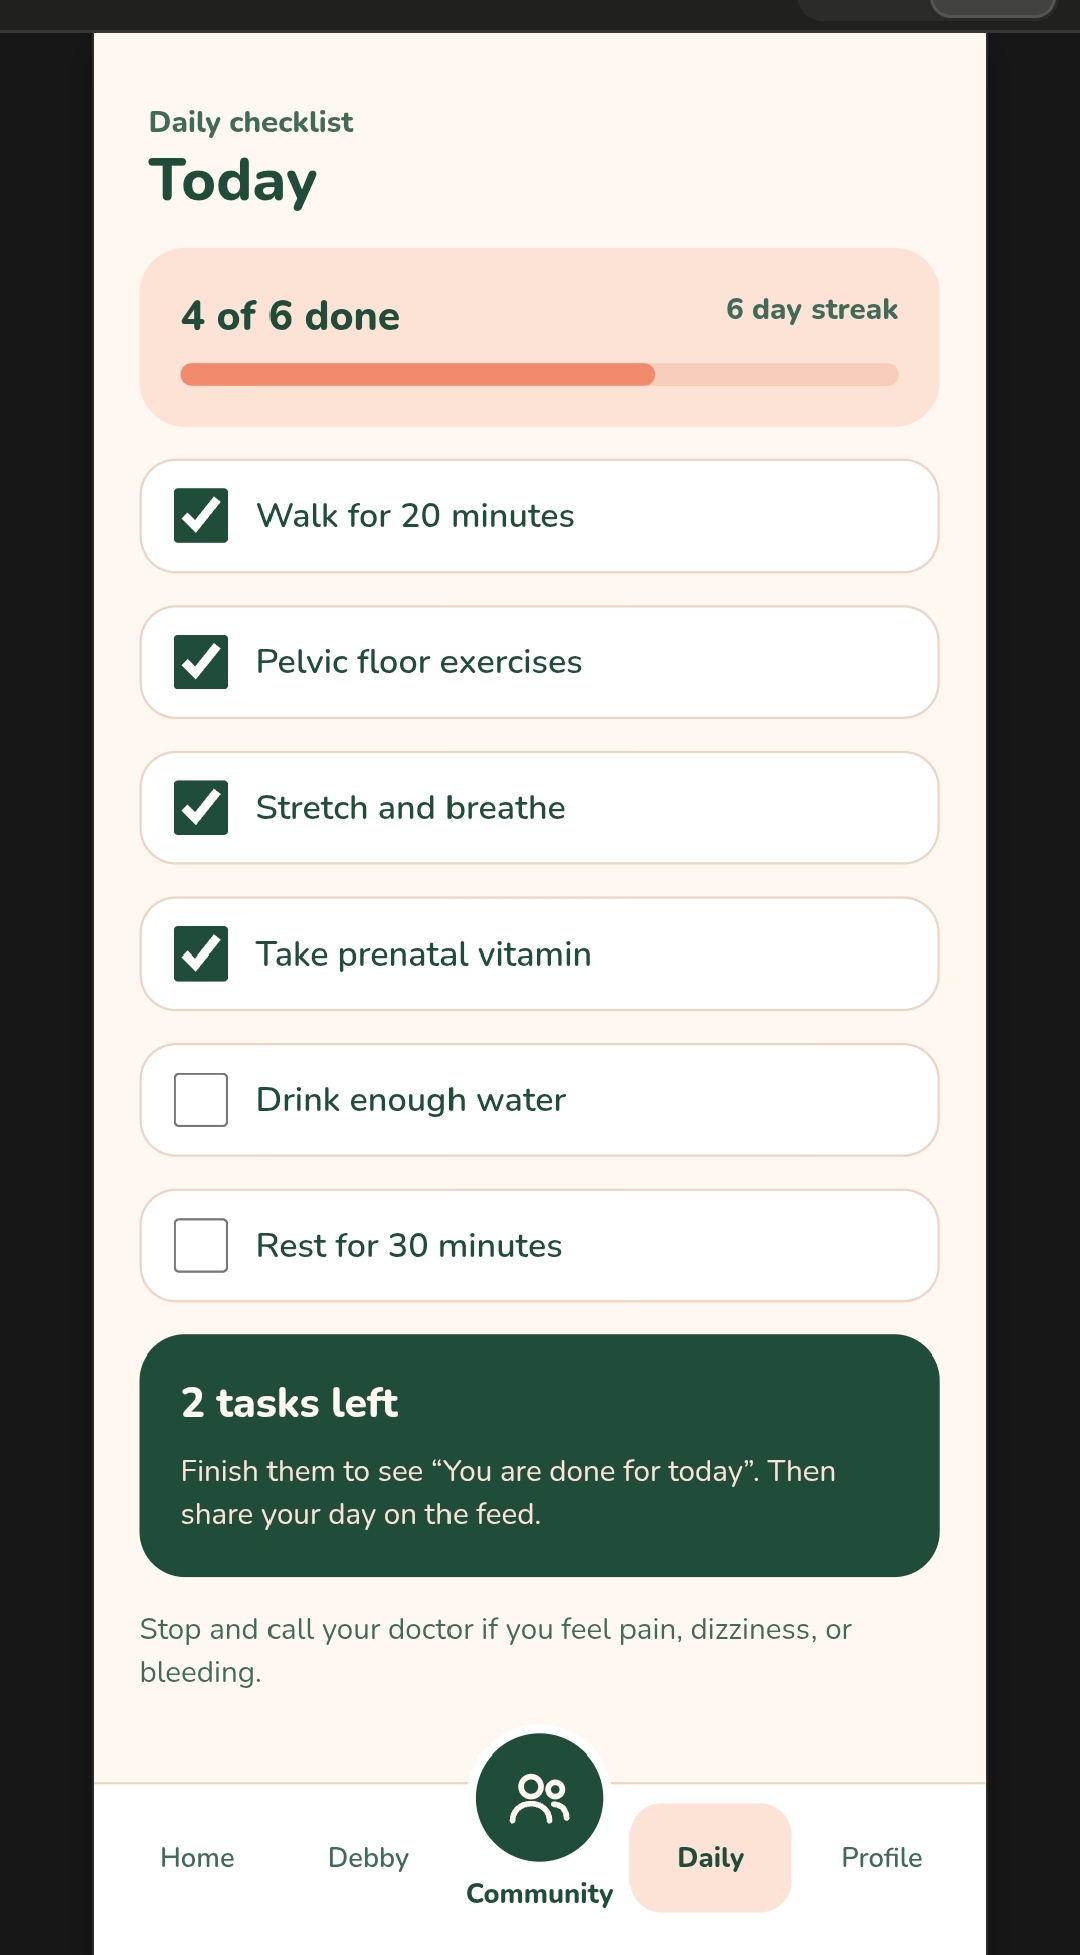 Daily checklist
Today
4 of 6 done
6 day streak
Walk for 20 minutes
Pelvic floor exercises
Stretch and breathe
Take prenatal vitamin
Drink enough water
Rest for 30 minutes
2 tasks left
Finish them to see “You are done for today”. Then
share your day on the feed.
Stop and call your doctor if you feel pain, dizziness, or
bleeding.
Home
Debby
Community
Daily
Profile